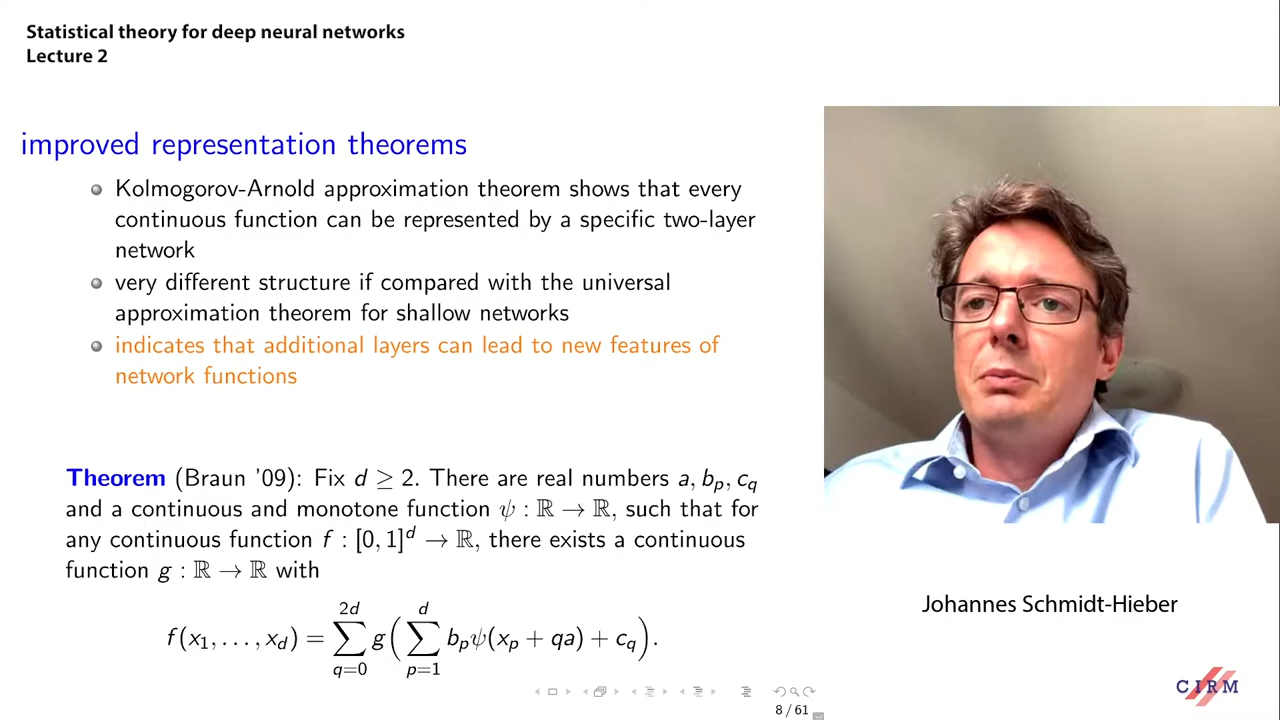 Statistical theory for deep neural networks
Lecture 2
improved representation theorems
Kolmogorov-Arnold approximation theorem shows that every
continuous function can be represented by a specific two-layer
network
very different structure if compared with the universal
approximation theorem for shallow networks
indicates that additional layers can lead to new features of
network functions
Theorem (Braun '09): Fix d ≥ 2. There are real numbers a, b_p, c_q
and a continuous and monotone function ψ : ℝ → ℝ, such that for
any continuous function f : [0, 1]^d → ℝ, there exists a continuous
function g : ℝ → ℝ with
f(x_1, . . . , x_d) = ∑_{q=0}^{2d} g(∑_{p=1}^{d} b_p ψ(x_p + qa) + c_q).
8 / 61
Johannes Schmidt-Hieber
CIRM